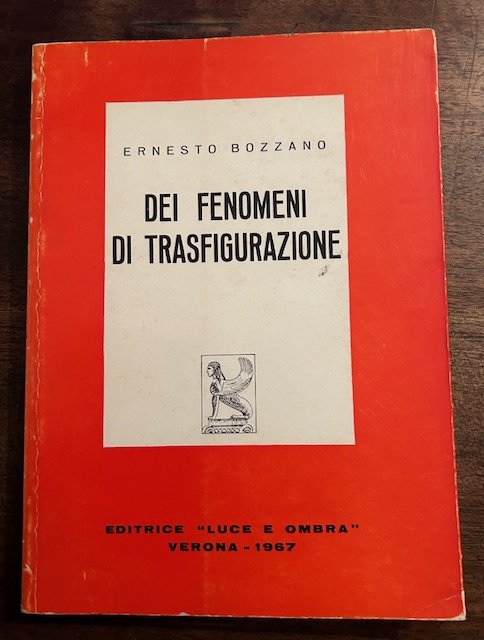 ERNESTO BOZZANO
DEI FENOMENI
DI TRASFIGURAZIONE
EDITRICE "LUCE E OMBRA"
VERONA - 1967